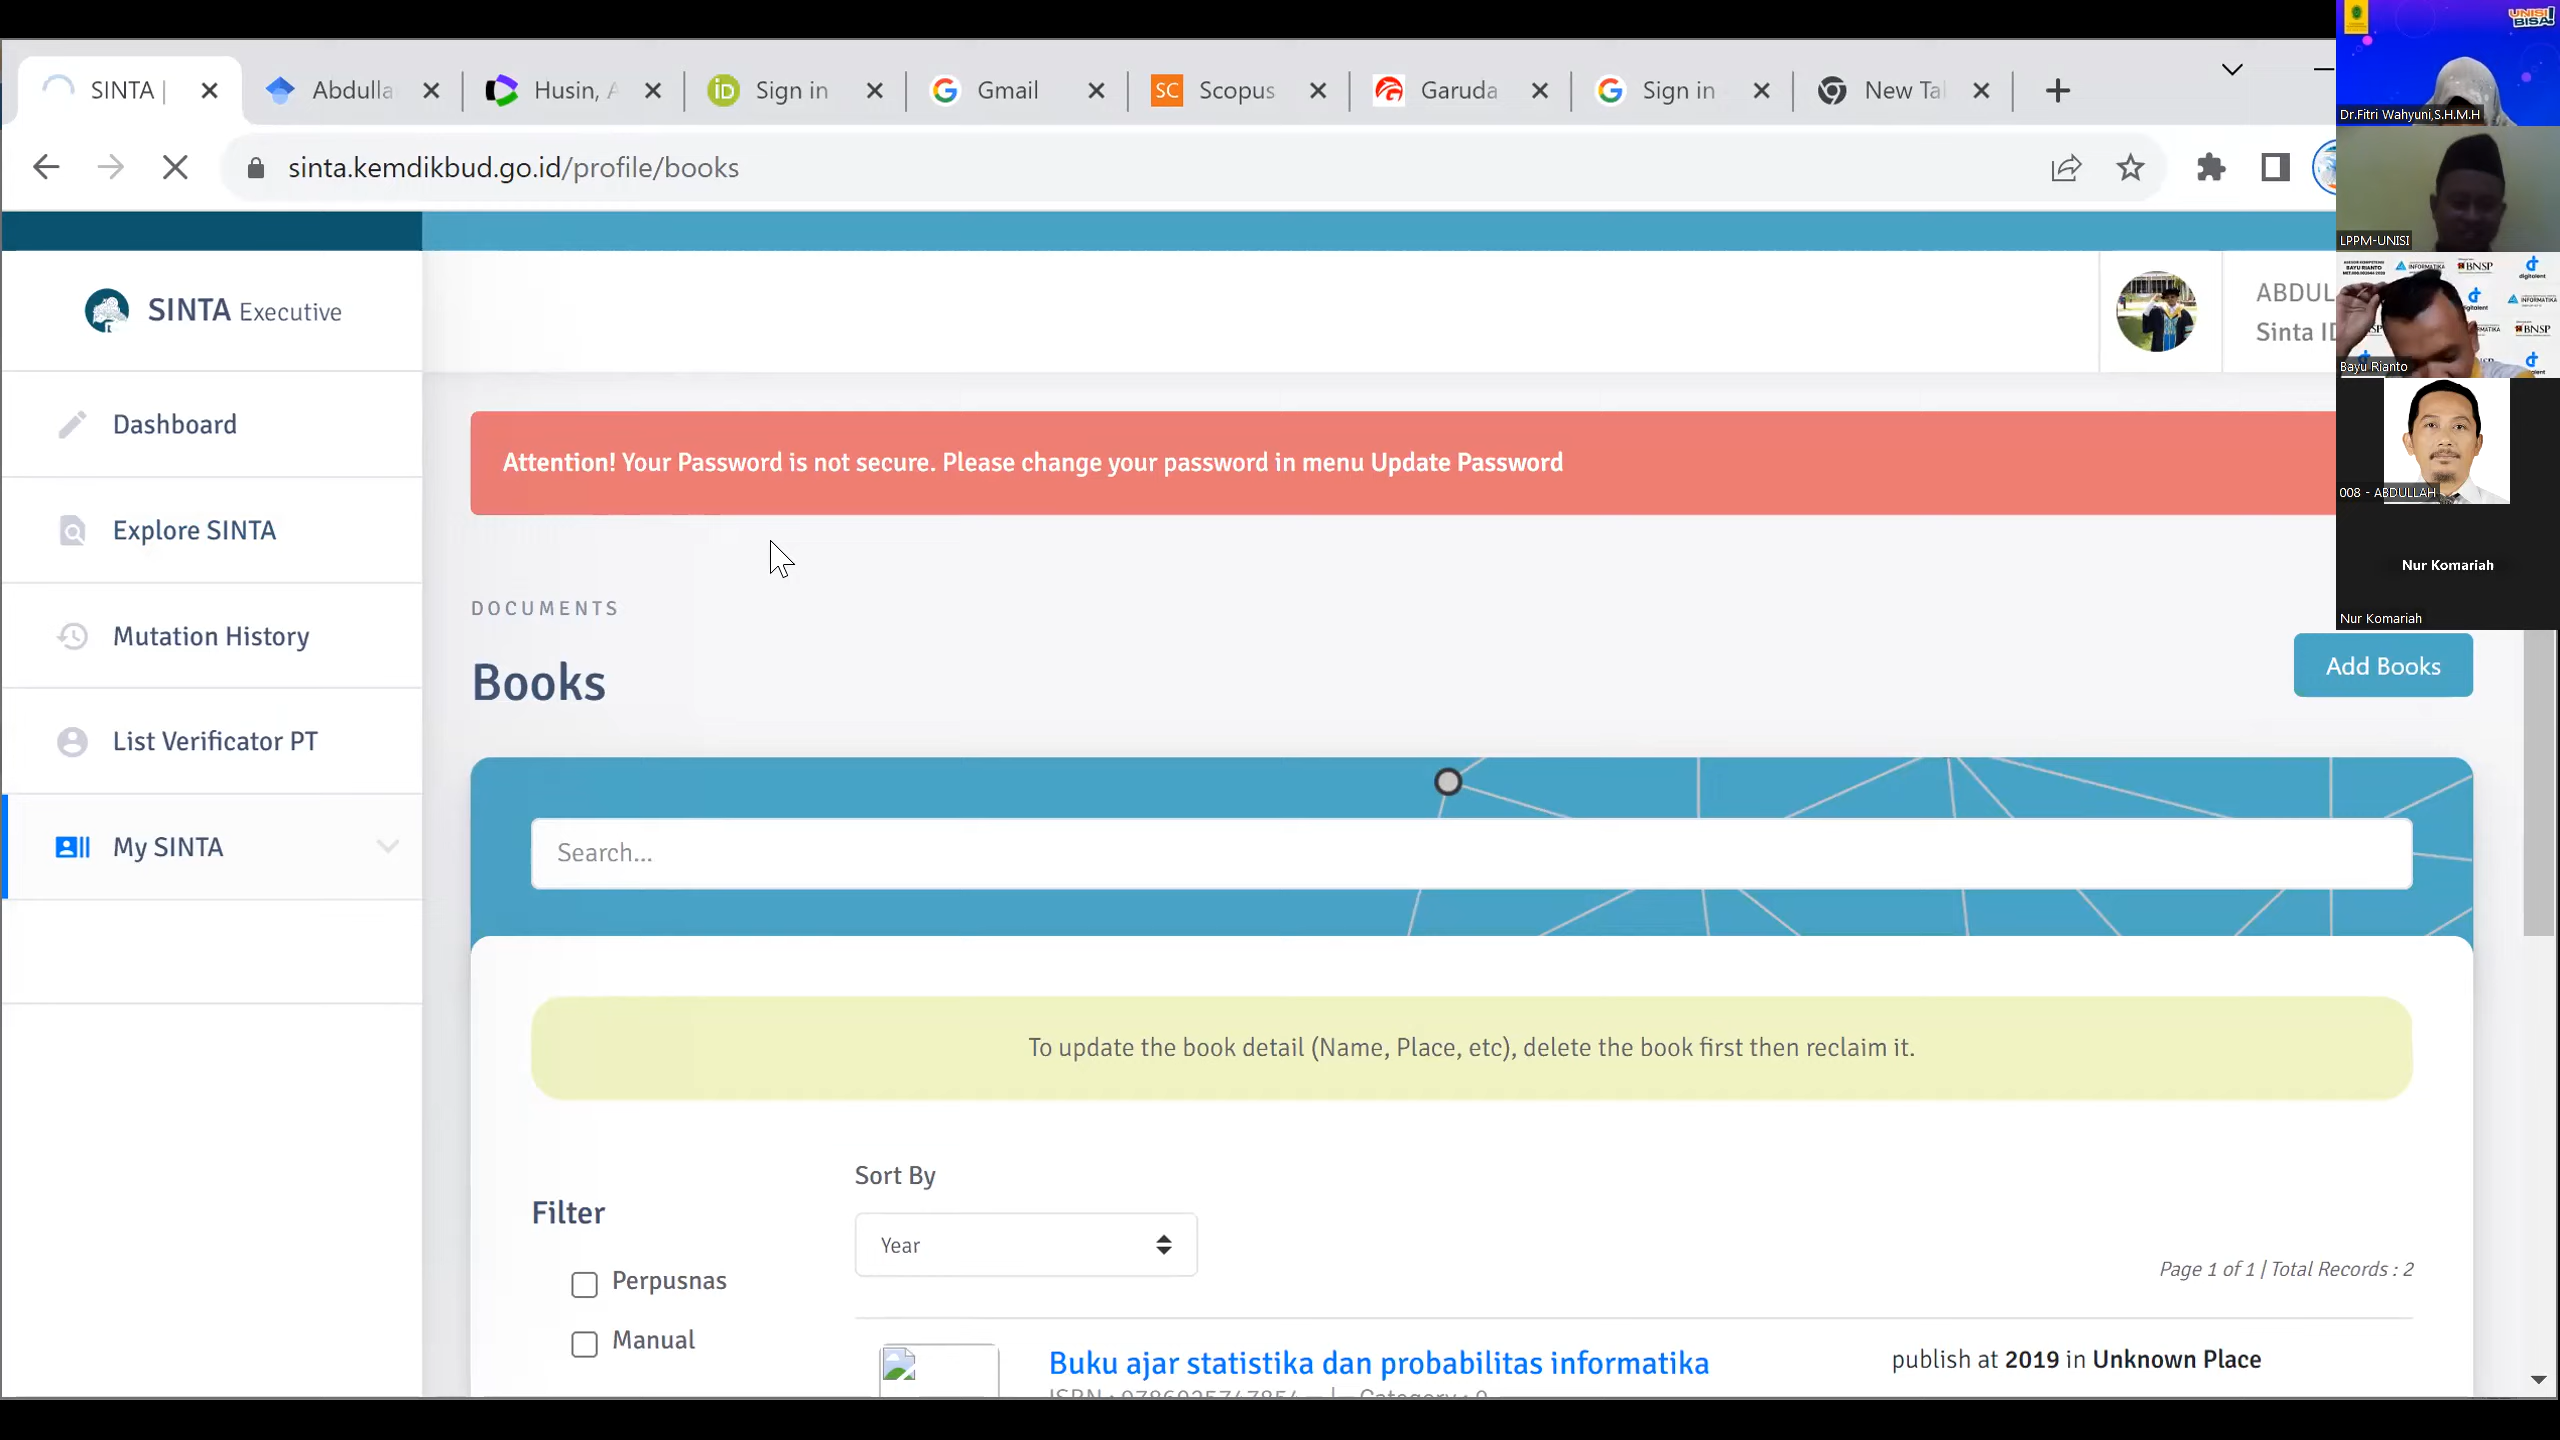 SINTA |
Abdulla
Husin, A
Sign in
Gmail
Scopus
Garuda
Sign in
New Ta
sinta.kemdikbud.go.id/profile/books
SINTA Executive
ABDUL
Sinta ID
Dashboard
Explore SINTA
Mutation History
List Verificator PT
My SINTA
Attention! Your Password is not secure. Please change your password in menu Update Password
DOCUMENTS
Books
Add Books
Search...
To update the book detail (Name, Place, etc), delete the book first then reclaim it.
Filter
Perpusnas
Manual
Sort By
Year
Page 1 of 1 | Total Records : 2
Buku ajar statistika dan probabilitas informatika
publish at 2019 in Unknown Place
UNISI BISA!
Dr.Fitri Wahyuni,S.H.M.H
LPPM-UNISI
INFORMATIKA
BNSP
digitalent
Bayu Rianto
008 - ABDULLAH
Nur Komariah
Nur Komariah